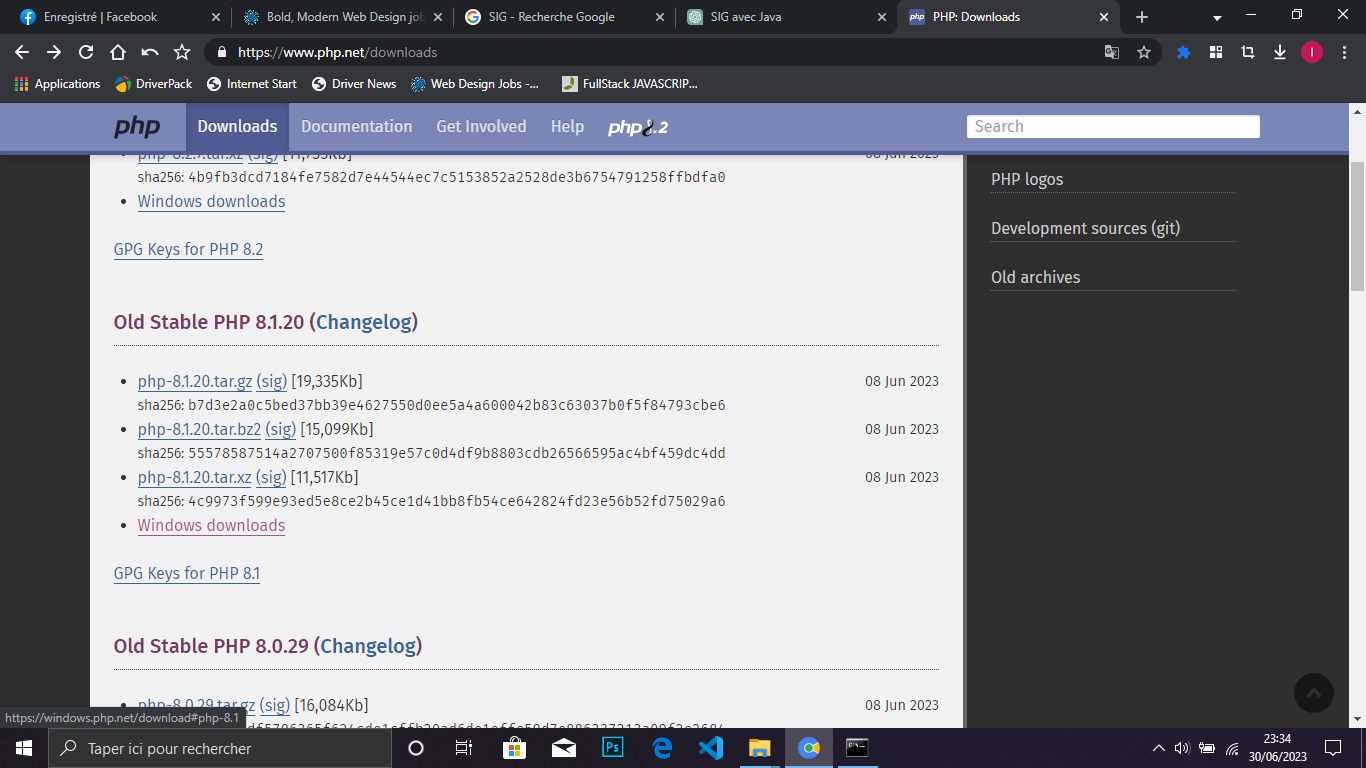 Enregistré | Facebook
Bold, Modern Web Design job
SIG - Recherche Google
SIG avec Java
PHP: Downloads
https://www.php.net/downloads
Applications
DriverPack
Internet Start
Driver News
Web Design Jobs -...
FullStack JAVASCRIP...
php
Downloads
Documentation
Get Involved
Help
php8.2
Search
php-8.2.7.tar.xz (sig) [11,755Kb] 08 Jun 2023
sha256: 4b9fb3dcd7184fe7582d7e44544ec7c5153852a2528de3b6754791258ffbdfa0
Windows downloads
GPG Keys for PHP 8.2
Old Stable PHP 8.1.20 (Changelog)
php-8.1.20.tar.gz (sig) [19,335Kb] 08 Jun 2023
sha256: b7d3e2a0c5bed37bb39e4627550d0ee5a4a600042b83c63037b0f5f84793cbe6
php-8.1.20.tar.bz2 (sig) [15,099Kb] 08 Jun 2023
sha256: 55578587514a2707500f85319e57c0d4df9b8803cdb26566595ac4bf459dc4dd
php-8.1.20.tar.xz (sig) [11,517Kb] 08 Jun 2023
sha256: 4c9973f599e93ed5e8ce2b45ce1d41bb8fb54ce642824fd23e56b52fd75029a6
Windows downloads
GPG Keys for PHP 8.1
Old Stable PHP 8.0.29 (Changelog)
php-8.0.29.tar.gz (sig) [16,084Kb] 08 Jun 2023
PHP logos
Development sources (git)
Old archives
https://windows.php.net/download#php-8.1
Taper ici pour rechercher
Ps
23:34
30/06/2023